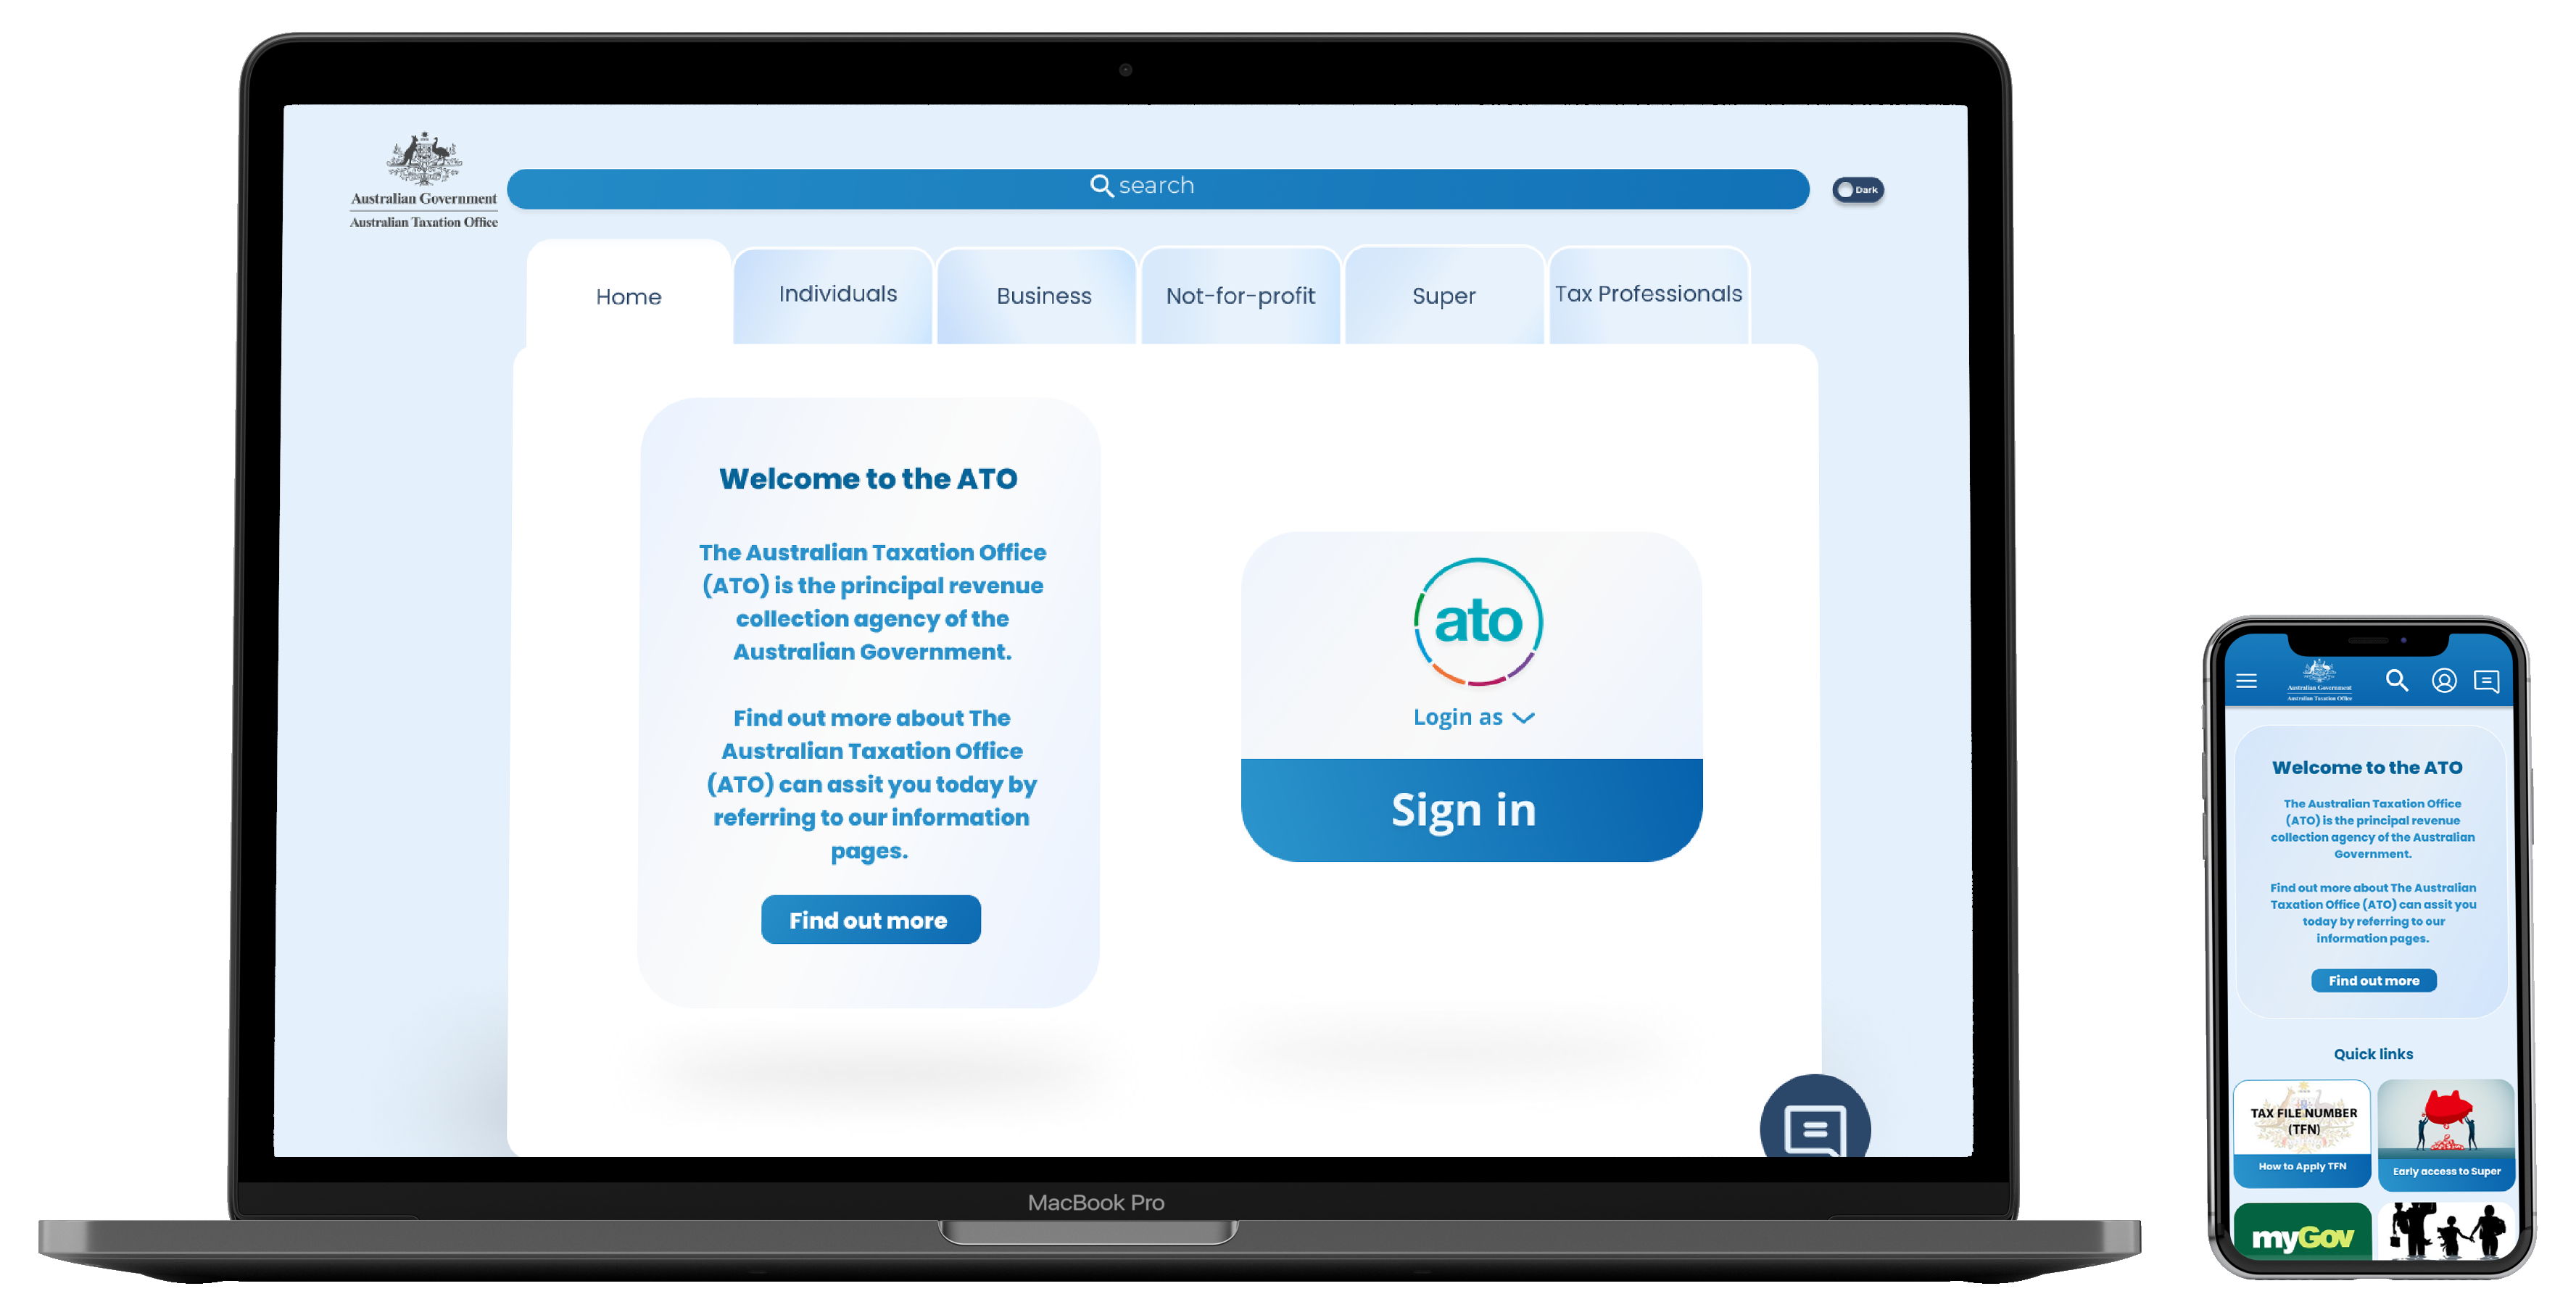 Australian Government
Australian Taxation Office
search
Dark
Home
Individuals
Business
Not-for-profit
Super
Tax Professionals
Welcome to the ATO
The Australian Taxation Office
(ATO) is the principal revenue
collection agency of the
Australian Government.
Find out more about The
Australian Taxation Office
(ATO) can assit you today by
referring to our information
pages.
Find out more
ato
Login as
Sign in
MacBook Pro
Australian Government
Australian Taxation Office
Welcome to the ATO
The Australian Taxation Office
(ATO) is the principal revenue
collection agency of the Australian
Government.
Find out more about The Australian
Taxation Office (ATO) can assit you
today by referring to our
information pages.
Find out more
Quick links
TAX FILE NUMBER
(TFN)
How to Apply TFN
Early access to Super
myGov